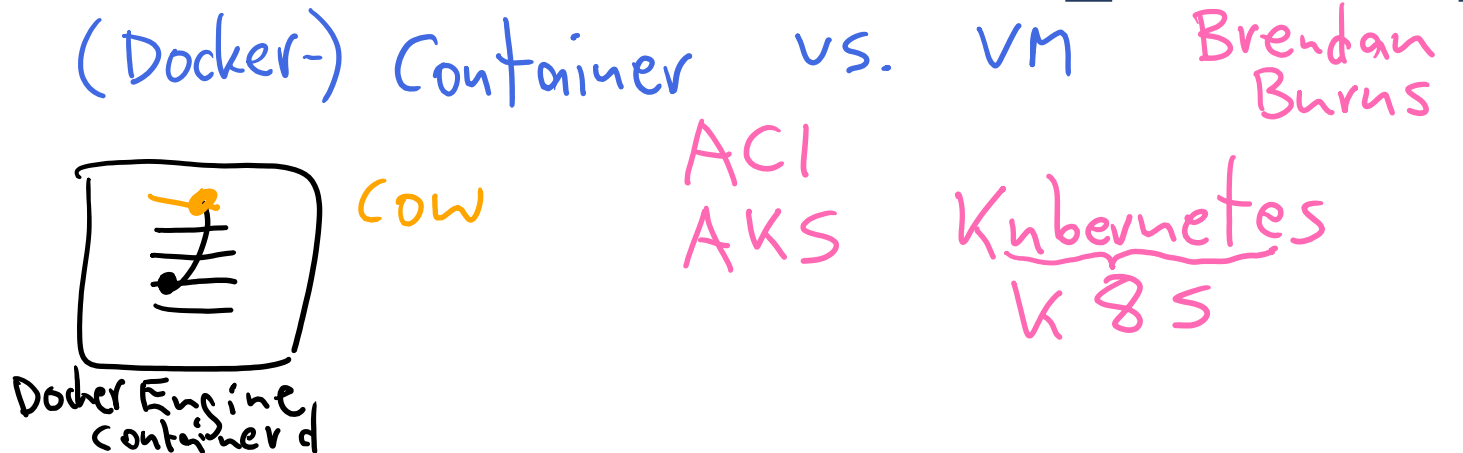 (Docker-) Container vs. VM
Brendan
Burns
ACI
AKS
COW
Kubernetes
K8S
Docker Engine
containerd